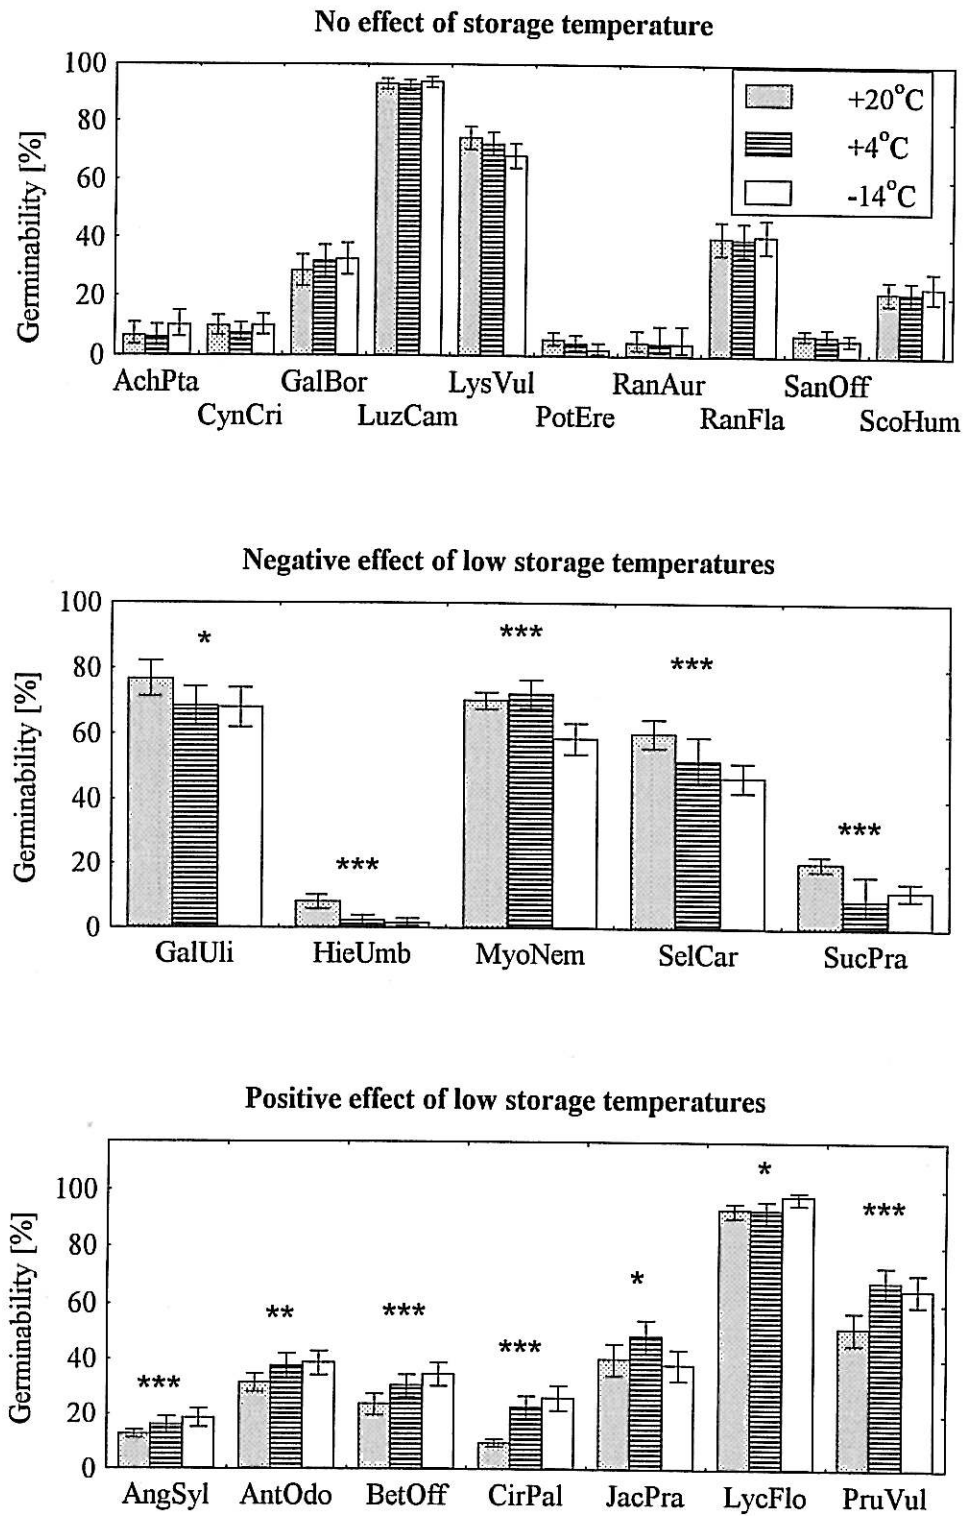 No effect of storage temperature
Germinability [%]
100
80
60
40
20
0
+20°C
+4°C
-14°C
AchPta GalBor LysVul RanAur SanOff
CynCri LuzCam PotEre RanFla ScoHum
Negative effect of low storage temperatures
Germinability [%]
100
80
60
40
20
0
* *** *** *** ***
GalUli HieUmb MyoNem SelCar SucPra
Positive effect of low storage temperatures
Germinability [%]
100
80
60
40
20
0
*** ** *** *** * * ***
AngSyl AntOdo BetOff CirPal JacPra LycFlo PruVul